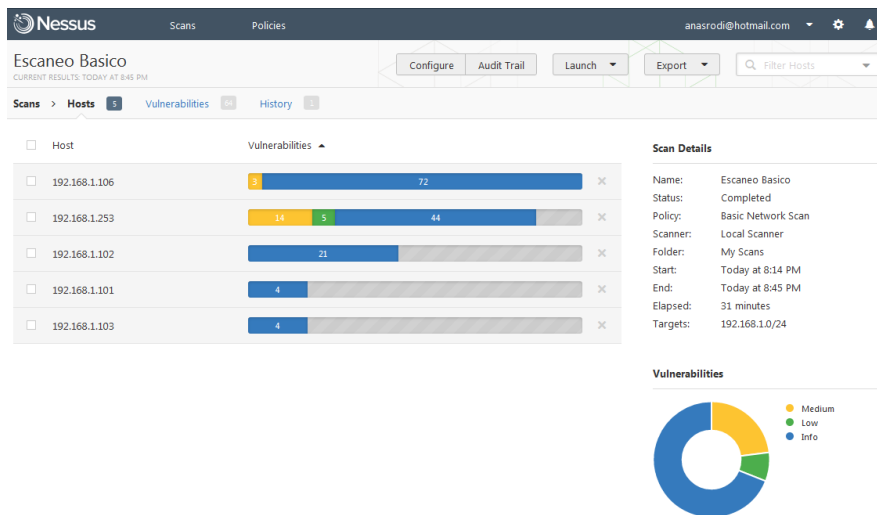 Nessus Scans Policies anasrodi@hotmail.com
Escaneo Basico
CURRENT RESULTS: TODAY AT 8:45 PM
Configure Audit Trail Launch Export Filter Hosts
Scans > Hosts 5 Vulnerabilities 84 History 1
Host Vulnerabilities
192.168.1.106 3 72
192.168.1.253 14 5 44
192.168.1.102 21
192.168.1.101 4
192.168.1.103 4
Scan Details
Name: Escaneo Basico
Status: Completed
Policy: Basic Network Scan
Scanner: Local Scanner
Folder: My Scans
Start: Today at 8:14 PM
End: Today at 8:45 PM
Elapsed: 31 minutes
Targets: 192.168.1.0/24
Vulnerabilities
Medium
Low
Info